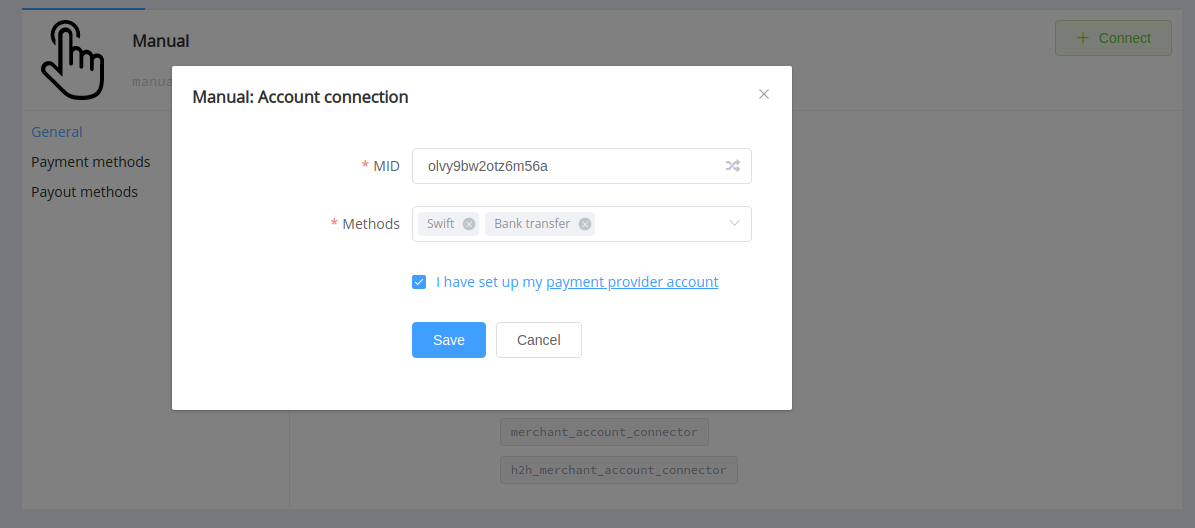 Manual
Connect
manua
Manual: Account connection
General
Payment methods
Payout methods
* MID
olvy9bw2otz6m56a
* Methods
Swift
Bank transfer
I have set up my payment provider account
Save
Cancel
merchant_account_connector
h2h_merchant_account_connector